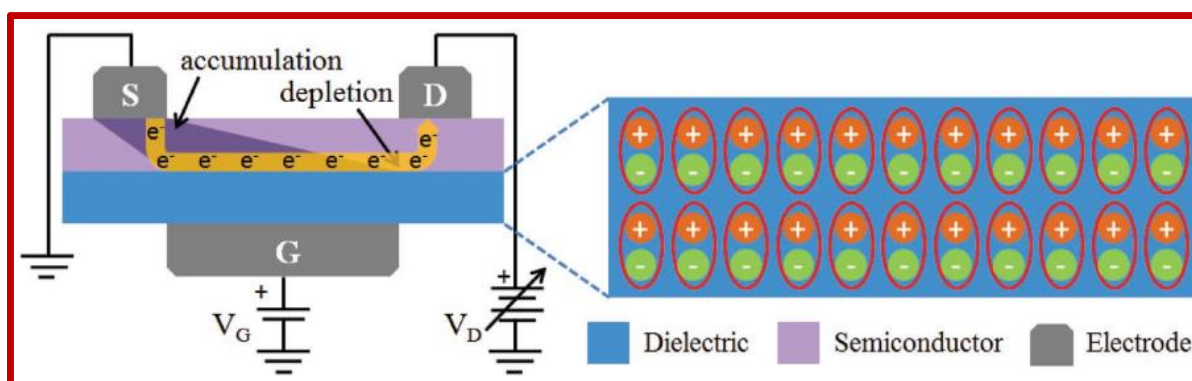 accumulation
S
depletion
D
e⁻ e⁻
e⁻ e⁻ e⁻ e⁻ e⁻ e⁻ e⁻
G
+
V_G
+
V_D
+ + + + + + + + + + +
- - - - - - - - - - -
+ + + + + + + + + + +
- - - - - - - - - - -
Dielectric Semiconductor Electrode